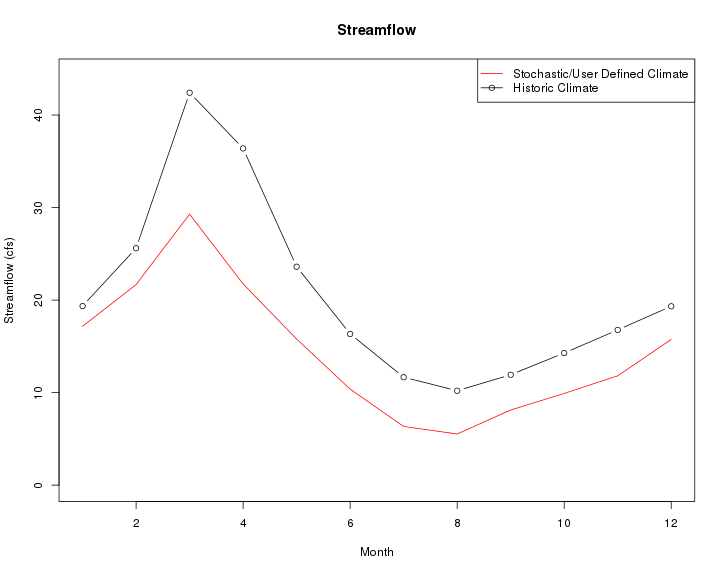 Streamflow
Stochastic/User Defined Climate
Historic Climate
Streamflow (cfs)
40
30
20
10
0
2 4 6 8 10 12
Month